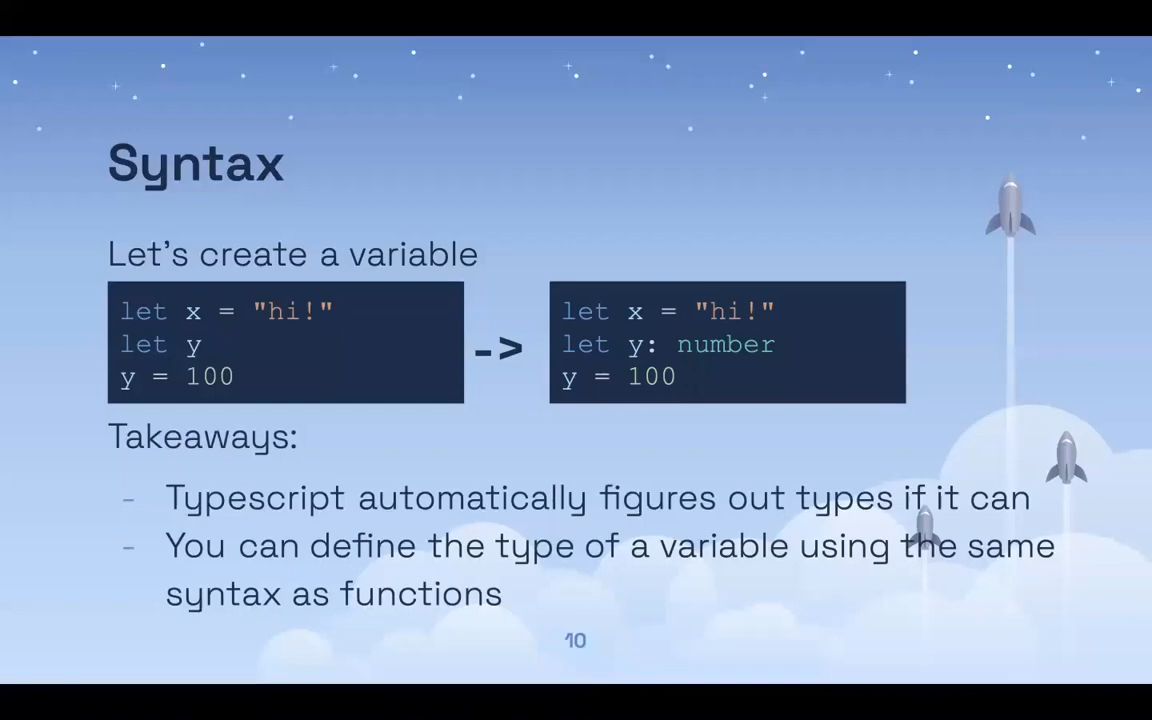 Syntax
Let's create a variable
let x = "hi!"
let y
y = 100
->
let x = "hi!"
let y: number
y = 100
Takeaways:
- Typescript automatically figures out types if it can
- You can define the type of a variable using the same
syntax as functions
10